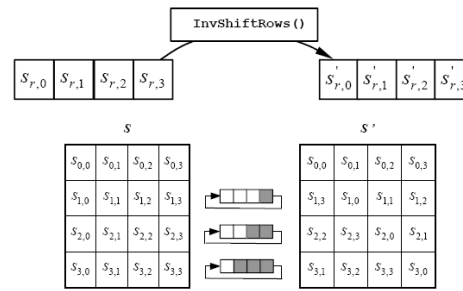 InvShiftRows()
S r,0 S r,1 S r,2 S r,3 S' r,0 S' r,1 S' r,2 S' r,3
S S'
S 0,0 S 0,1 S 0,2 S 0,3 S 0,0 S 0,1 S 0,2 S 0,3
S 1,0 S 1,1 S 1,2 S 1,3 S 1,3 S 1,0 S 1,1 S 1,2
S 2,0 S 2,1 S 2,2 S 2,3 S 2,2 S 2,3 S 2,0 S 2,1
S 3,0 S 3,1 S 3,2 S 3,3 S 3,1 S 3,2 S 3,3 S 3,0